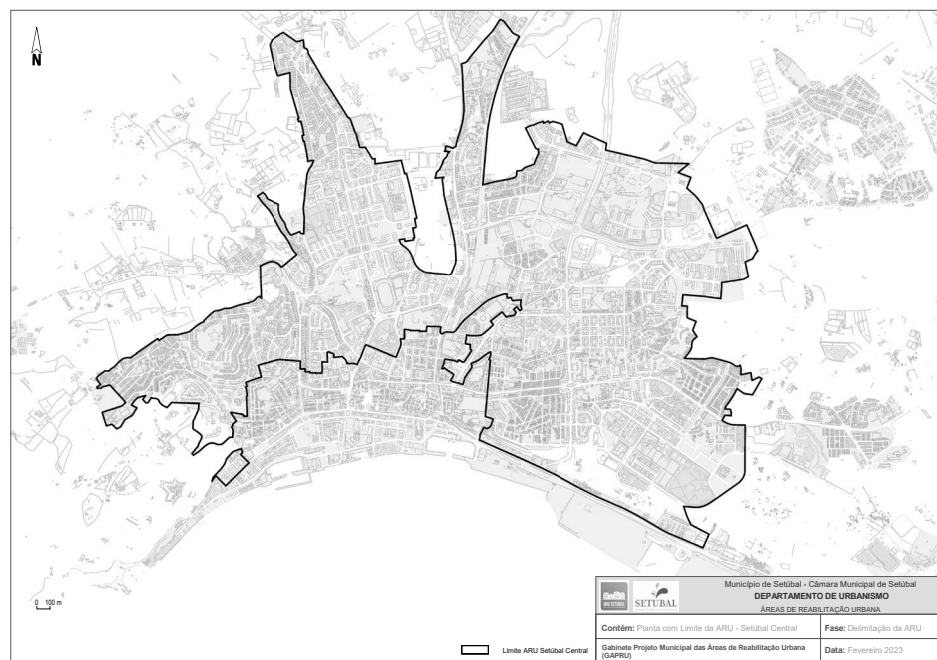 N
0 100 m
Limite ARU Setúbal Central
ARU SETÚBAL
SETÚBAL
Município de Setúbal - Câmara Municipal de Setúbal
DEPARTAMENTO DE URBANISMO
ÁREAS DE REABILITAÇÃO URBANA
Contém: Planta com Limite da ARU - Setúbal Central
Fase: Delimitação da ARU
Gabinete Projeto Municipal das Áreas de Reabilitação Urbana
(GAPRU)
Data: Fevereiro 2023